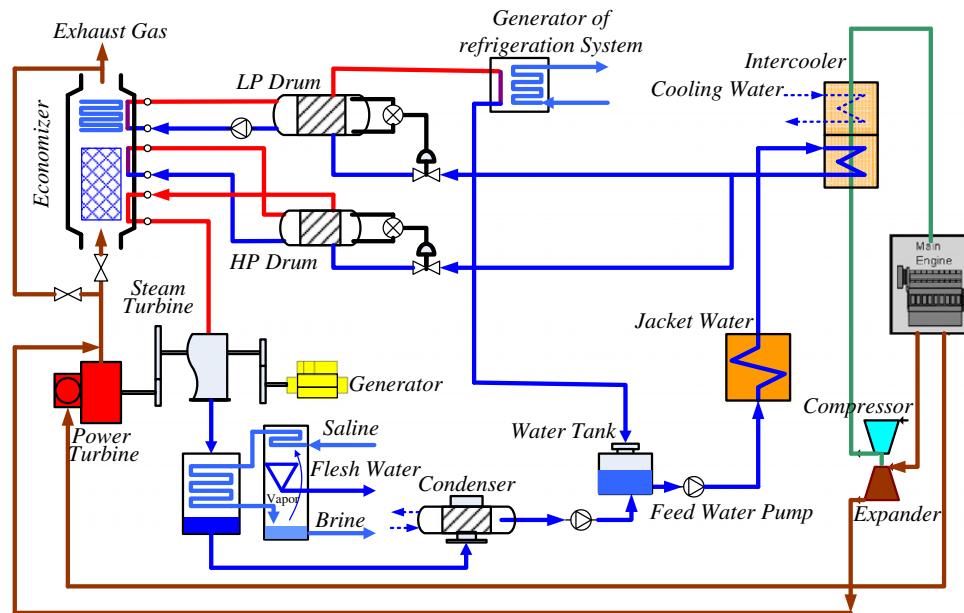 Exhaust Gas
LP Drum
Generator of
refrigeration System
Intercooler
Cooling Water
Economizer
HP Drum
Main
Engine
Steam
Turbine
Jacket Water
Generator
Compressor
Power
Turbine
Saline
Water Tank
Flesh Water
Vapor
Condenser
Brine
Feed Water Pump
Expander